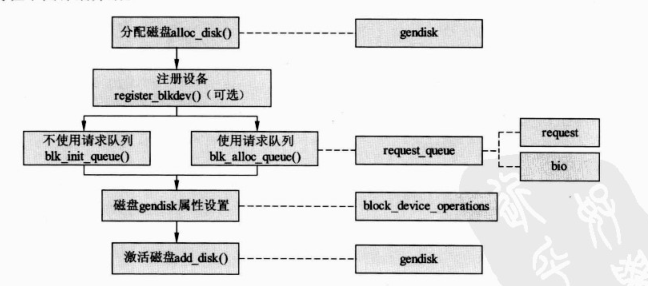 分配磁盘alloc_disk()
gendisk
注册设备
register_blkdev()（可选）
不使用请求队列
blk_init_queue()
使用请求队列
blk_alloc_queue()
request_queue
request
bio
磁盘gendisk属性设置
block_device_operations
激活磁盘add_disk()
gendisk